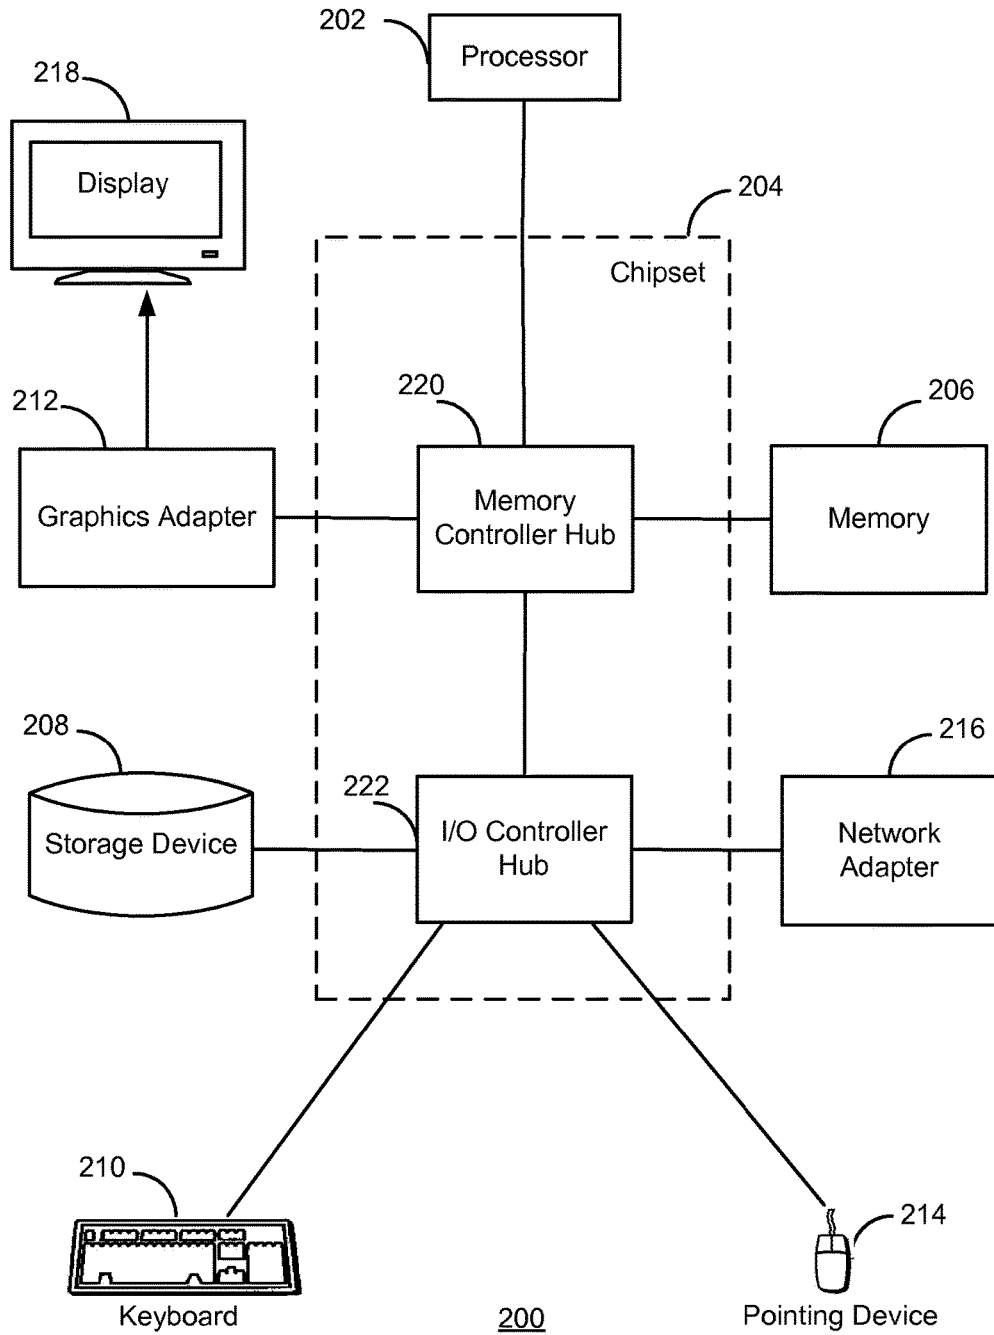 202
Processor
218
Display
204
Chipset
220
206
212
Memory
Controller Hub
Graphics Adapter
Memory
208
216
222
I/O Controller
Hub
Storage Device
Network
Adapter
210
214
Keyboard
200
Pointing Device